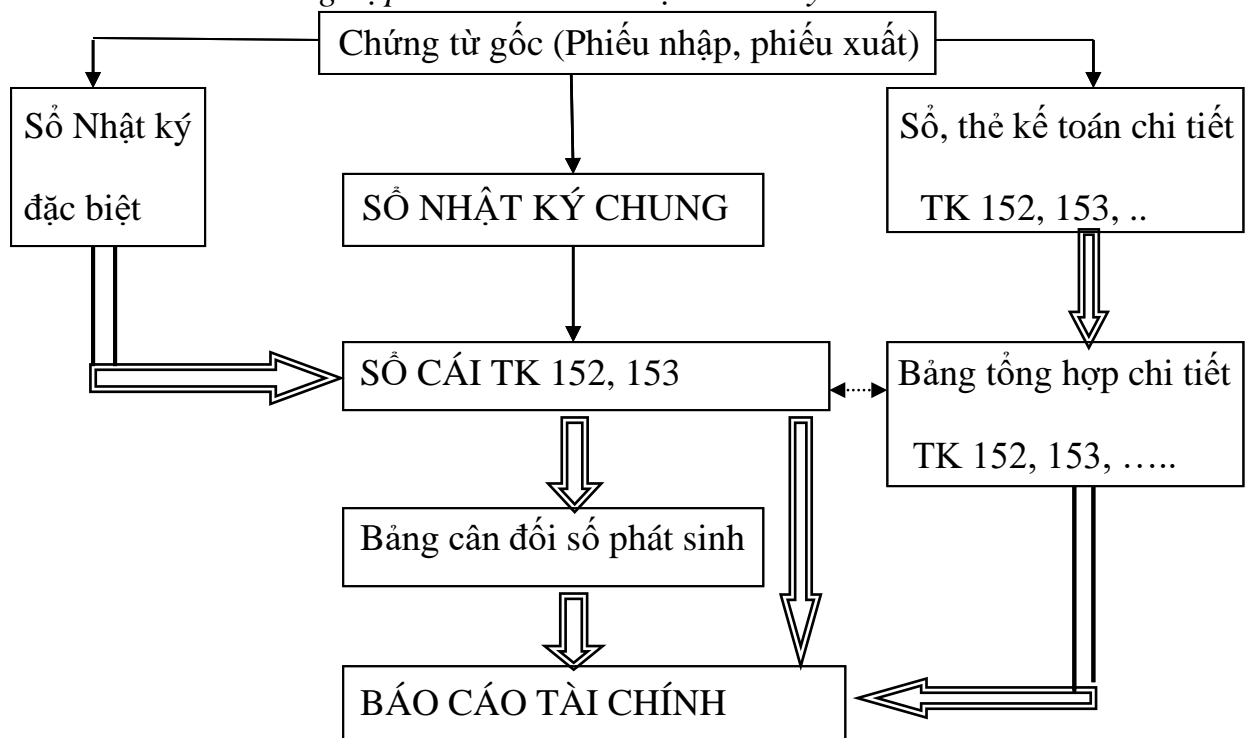 Chứng từ gốc (Phiếu nhập, phiếu xuất)
Sổ Nhật ký
đặc biệt
SỔ NHẬT KÝ CHUNG
Sổ, thẻ kế toán chi tiết
TK 152, 153, ..
SỔ CÁI TK 152, 153
Bảng tổng hợp chi tiết
TK 152, 153, …..
Bảng cân đối số phát sinh
BÁO CÁO TÀI CHÍNH